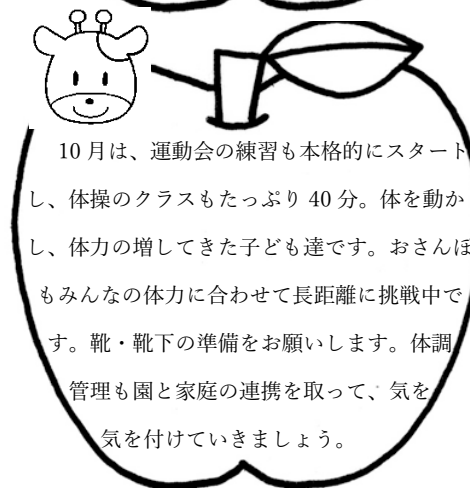 10月は、運動会の練習も本格的にスタート
し、体操のクラスもたっぷり 40 分。体を動か
し、体力の増してきた子ども達です。おさんぽ
もみんなの体力に合わせて長距離に挑戦中で
す。靴・靴下の準備をお願いします。体調
管理も園と家庭の連携を取って、気を
気を付けていきましょう。